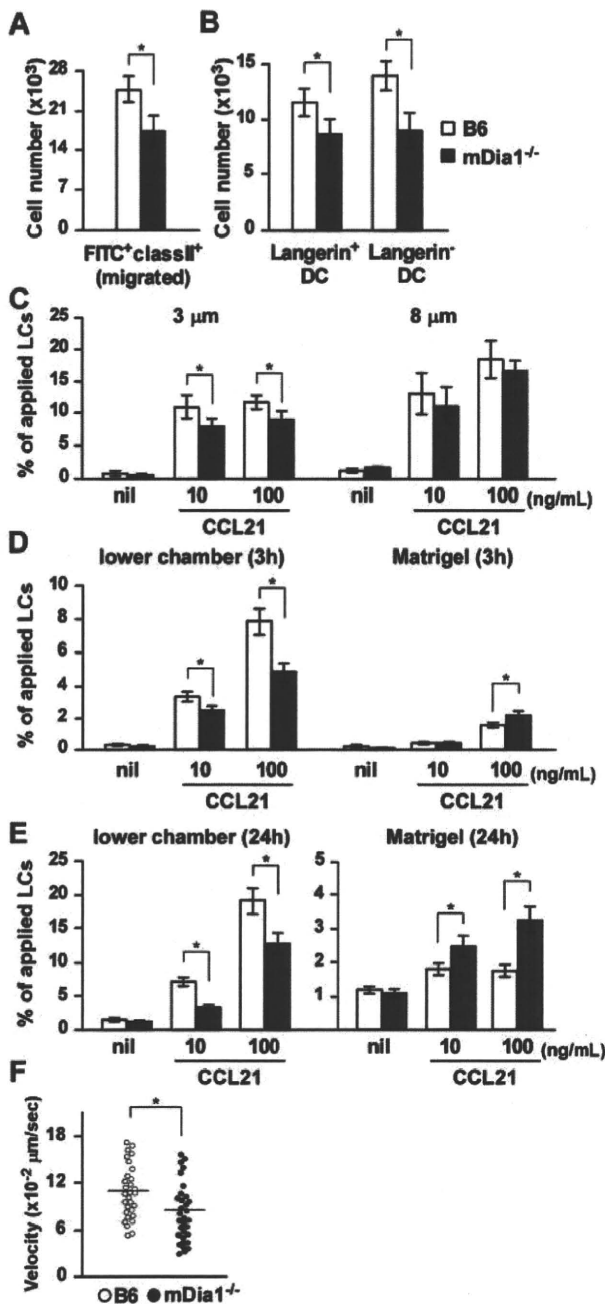 A
Cell number (x10³)
*
28
21
14
7
0
FITC⁺classII⁺
(migrated)
B
Cell number (x10³)
*
*
15
10
5
0
Langerin⁺
DC
Langerin⁻
DC
B6
mDia1⁻/⁻
C
3 µm
8 µm
% of applied LCs
25
20
15
10
5
0
*
*
nil
10
100
nil
10
100
(ng/mL)
CCL21
CCL21
D
lower chamber (3h)
Matrigel (3h)
% of applied LCs
10
8
6
4
2
0
*
*
*
nil
10
100
nil
10
100
(ng/mL)
CCL21
CCL21
E
lower chamber (24h)
Matrigel (24h)
% of applied LCs
25
20
15
10
5
0
*
*
5
4
3
2
1
*
*
nil
10
100
nil
10
100
(ng/mL)
CCL21
CCL21
F
Velocity (x10⁻² µm/sec)
*
18
12
6
0
B6
mDia1⁻/⁻